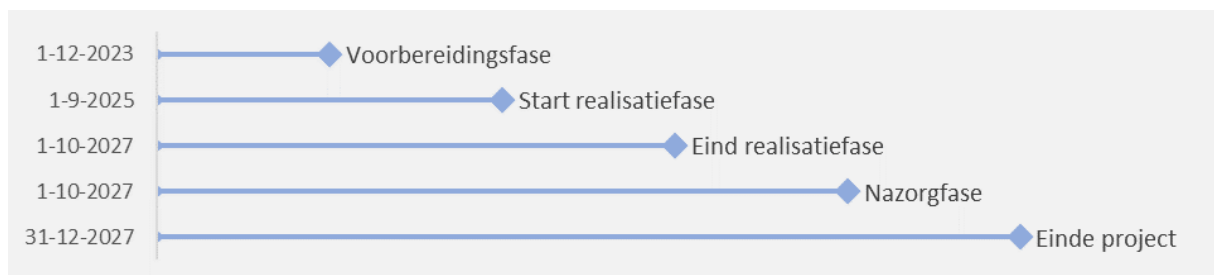 1-12-2023 Voorbereidingsfase
1-9-2025 Start realisatiefase
1-10-2027 Eind realisatiefase
1-10-2027 Nazorgfase
31-12-2027 Einde project